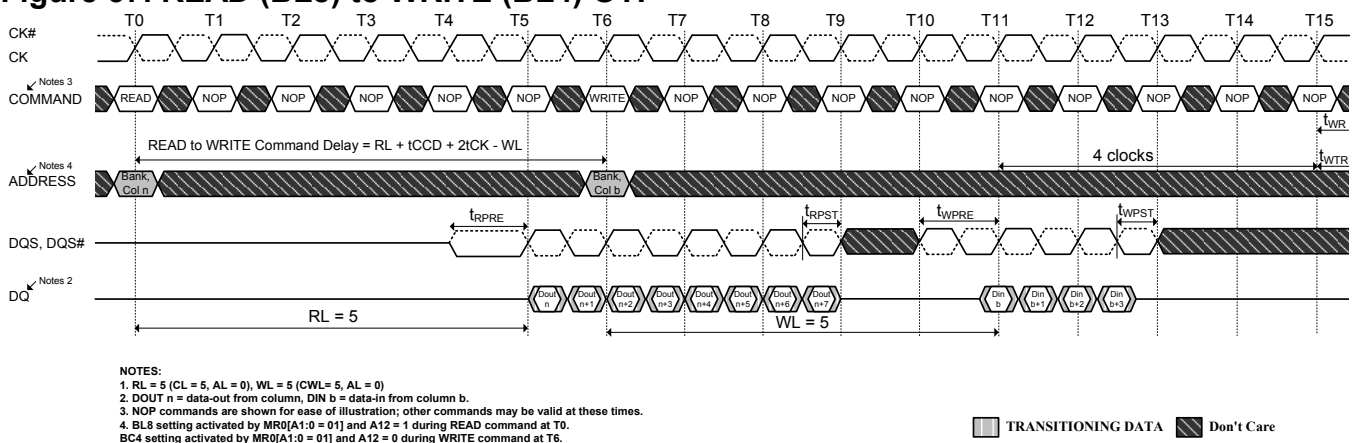 T0 T1 T2 T3 T4 T5 T6 T7 T8 T9 T10 T11 T12 T13 T14 T15
CK#
CK
Notes 3
COMMAND READ NOP NOP NOP NOP NOP WRITE NOP NOP NOP NOP NOP NOP NOP NOP NOP
tWR
READ to WRITE Command Delay = RL + tCCD + 2tCK - WL
4 clocks
tWTR
Notes 4
ADDRESS
Bank, Col n
Bank, Col b
tRPRE tRPST tWPRE tWPST
DQS, DQS#
Notes 2
DQ
Dout n
Dout n+1
Dout n+2
Dout n+3
Dout n+4
Dout n+5
Dout n+6
Dout n+7
Din b
Din b+1
Din b+2
Din b+3
RL = 5
WL = 5
NOTES:
1. RL = 5 (CL = 5, AL = 0), WL = 5 (CWL= 5, AL = 0)
2. DOUT n = data-out from column, DIN b = data-in from column b.
3. NOP commands are shown for ease of illustration; other commands may be valid at these times.
4. BL8 setting activated by MR0[A1:0 = 01] and A12 = 1 during READ command at T0.
BC4 setting activated by MR0[A1:0 = 01] and A12 = 0 during WRITE command at T6.
TRANSITIONING DATA
Don't Care